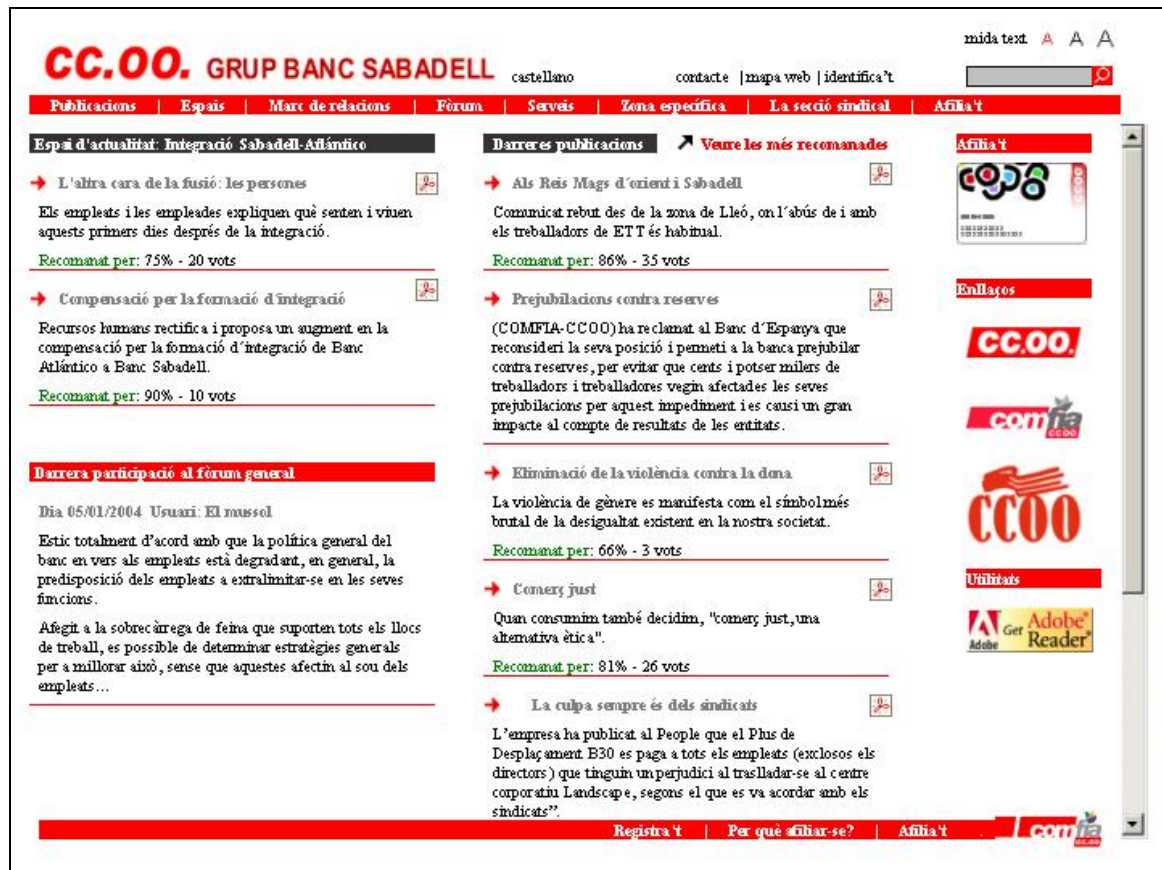 mida text A A A
CC.OO. GRUP BANC SABADELL
castellano contacte | mapa web | identifica't
Publicacions | Espais | Marc de relacions | Fòrum | Serveis | Zona específica | La secció sindical | Afilia't
Espai d'actualitat: Integració Sabadell-Atlántico
L'altra cara de la fusió: les persones
Els empleats i les empleades expliquen què senten i viuen
aquests primers dies després de la integració.
Recomanat per: 75% - 20 vots
Compensació per la formació d'integració
Recursos humans rectifica i proposa un augment en la
compensació per la formació d´integració de Banc
Atlántico a Banc Sabadell.
Recomanat per: 90% - 10 vots
Darrera participació al fòrum general
Dia 05/01/2004 Usuari: El mussol
Estic totalment d'acord amb que la política general del
banc en vers als empleats està degradant, en general, la
predisposició dels empleats a extralimitar-se en les seves
funcions.
Afegit a la sobrecàrrega de feina que suporten tots els llocs
de treball, es possible de determinar estratègies generals
per a millorar això, sense que aquestes afectin al sou dels
empleats...
Darreres publicacions Veure les més recomanades
Als Reis Mags d´orient i Sabadell
Comunicat rebut des de la zona de Lleó, on l´abús de i amb
els treballadors de ETT és habitual.
Recomanat per: 86% - 35 vots
Prejubilacions contra reserves
(COMFIA-CCOO) ha reclamat al Banc d´Espanya que
reconsideri la seva posició i permeti a la banca prejubilar
contra reserves, per evitar que cents i potser milers de
treballadors i treballadores vegin afectades les seves
prejubilacions per aquest impediment i es causi un gran
impacte al compte de resultats de les entitats.
Eliminació de la violència contra la dona
La violència de gènere es manifesta com el símbol més
brutal de la desigualtat existent en la nostra societat.
Recomanat per: 66% - 3 vots
Comerç just
Quan consumim també decidim, "comerç just, una
alternativa ètica".
Recomanat per: 81% - 26 vots
La culpa sempre és dels sindicats
L'empresa ha publicat al People que el Plus de
Desplaçament B30 es paga a tots els empleats (exclosos els
directors) que tinguin un perjudici al traslladar-se al centre
corporatiu Landscape, segons el que es va acordar amb els
sindicats”.
Afilia't
Enllaços
CC.OO.
comfia
ccoo
CCOO
Utilitats
Adobe
Get Adobe
Reader
Registra't | Per què afiliar-se? | Afilia't
comfia
CC.OO